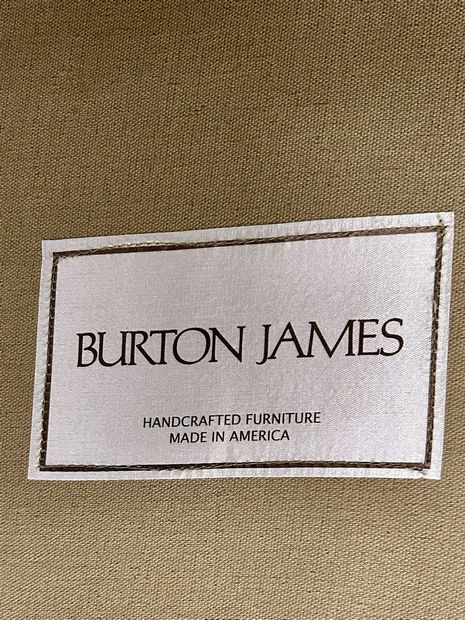 BURTON JAMES
HANDCRAFTED FURNITURE
MADE IN AMERICA